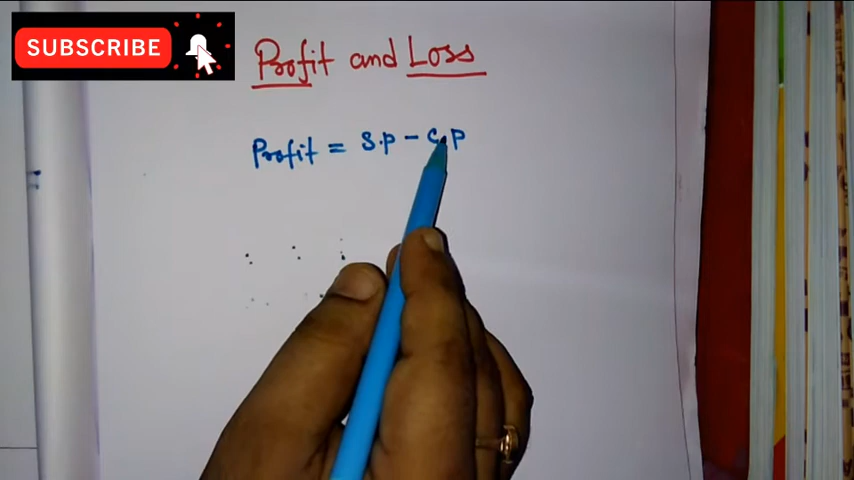 SUBSCRIBE
Profit and Loss
Profit = S.P - C.P